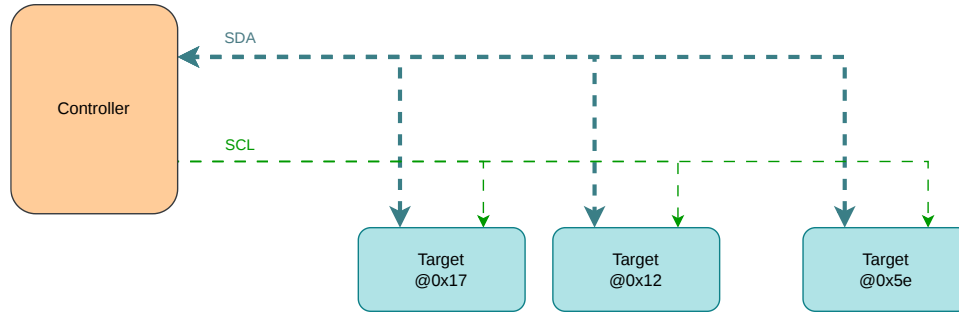 SDA
Controller
SCL
Target
@0x17
Target
@0x12
Target
@0x5e